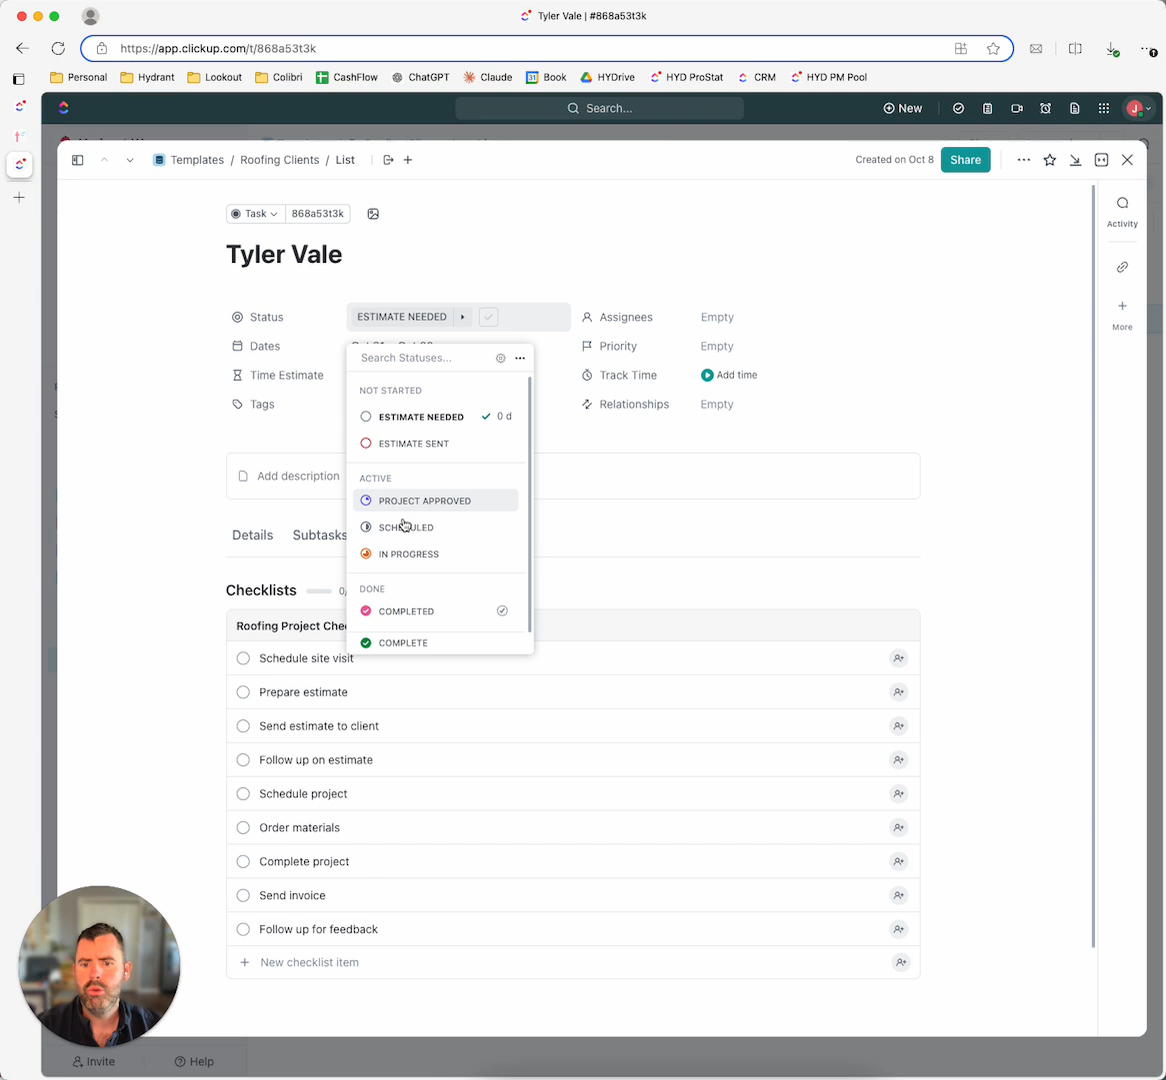 Tyler Vale | #868a53t3k
https://app.clickup.com/t/868a53t3k
Personal Hydrant Lookout Colibri CashFlow ChatGPT Claude Book HYDrive HYD ProStat CRM HYD PM Pool
Search... New
Templates / Roofing Clients / List Created on Oct 8 Share
Task 868a53t3k
Activity
Tyler Vale
More
Status ESTIMATE NEEDED Assignees Empty
Dates Priority Empty
Time Estimate Track Time Add time
Tags Relationships Empty
Search Statuses...
NOT STARTED
ESTIMATE NEEDED 0 d
ESTIMATE SENT
ACTIVE
PROJECT APPROVED
SCHEDULED
IN PROGRESS
DONE
COMPLETED
COMPLETE
Add description
Details Subtasks
Checklists 0/
Roofing Project Che
Schedule site visit
Prepare estimate
Send estimate to client
Follow up on estimate
Schedule project
Order materials
Complete project
Send invoice
Follow up for feedback
New checklist item
Invite Help